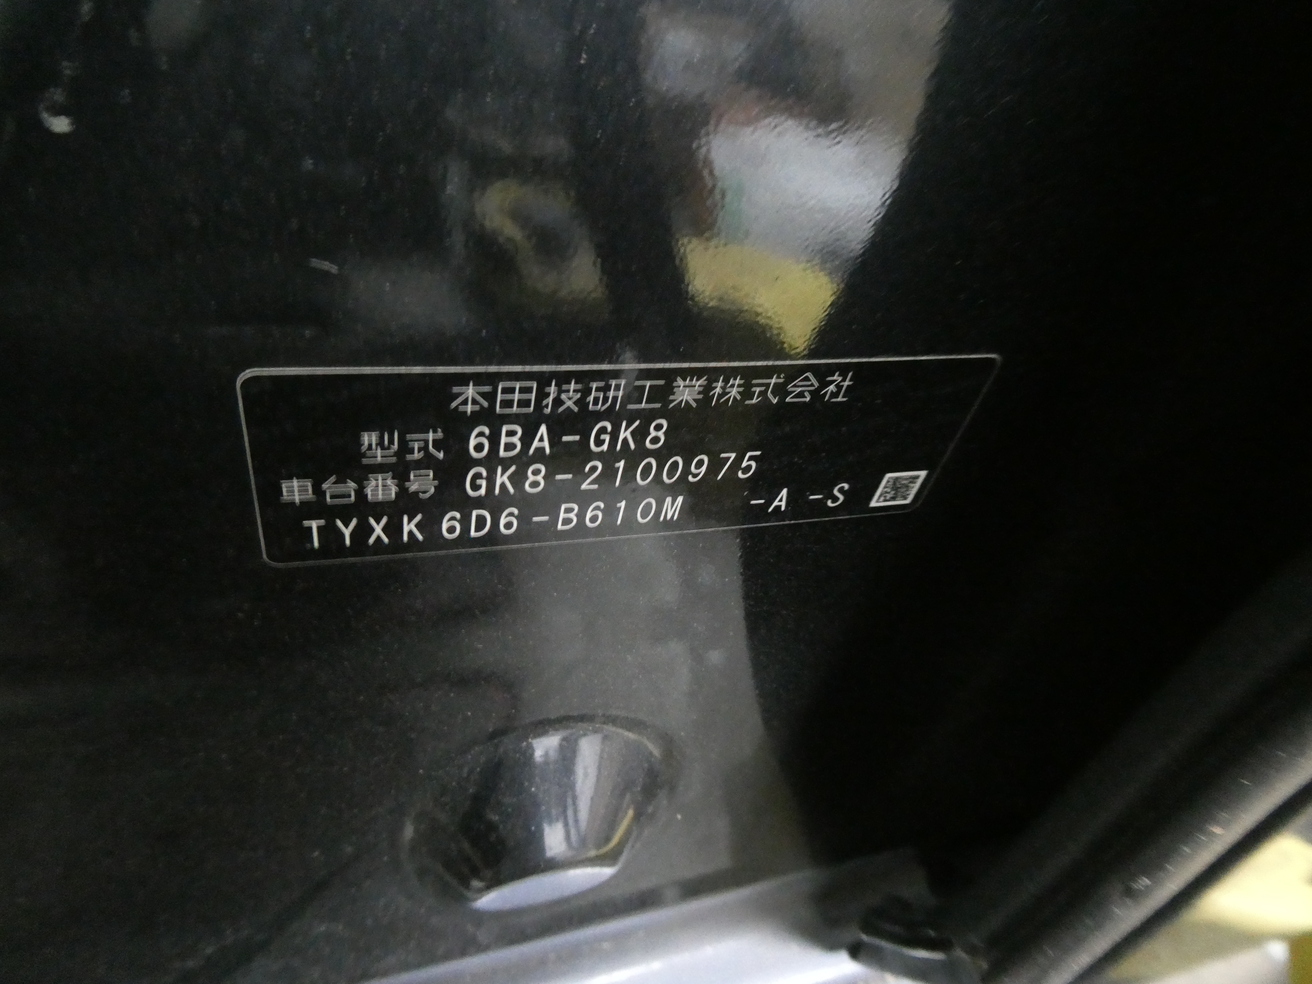 本田技研工業株式会社
型式 6BA-GK8
車台番号 GK8-2100975
TYXK 6D6-B610M -A -S